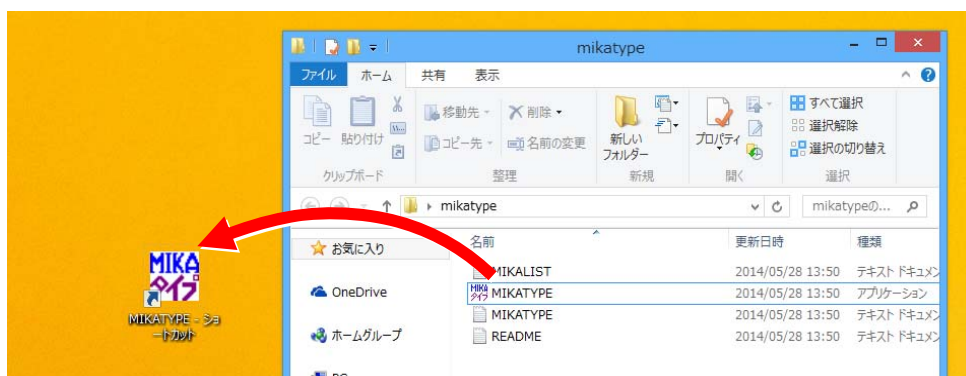 mikatype
ファイル ホーム 共有 表示
コピー 貼り付け
移動先 削除
コピー先 名前の変更
新しい
フォルダー
プロパティ
すべて選択
選択解除
選択の切り替え
クリップボード 整理 新規 開く 選択
mikatype mikatypeの...
お気に入り
名前 更新日時 種類
MIKALIST 2014/05/28 13:50 テキスト ドキュメン
OneDrive
MIKATYPE 2014/05/28 13:50 アプリケーション
MIKATYPE 2014/05/28 13:50 テキスト ドキュメン
ホームグループ
README 2014/05/28 13:50 テキスト ドキュメン
MIKA
タイプ
MIKATYPE - ショ
ートカット